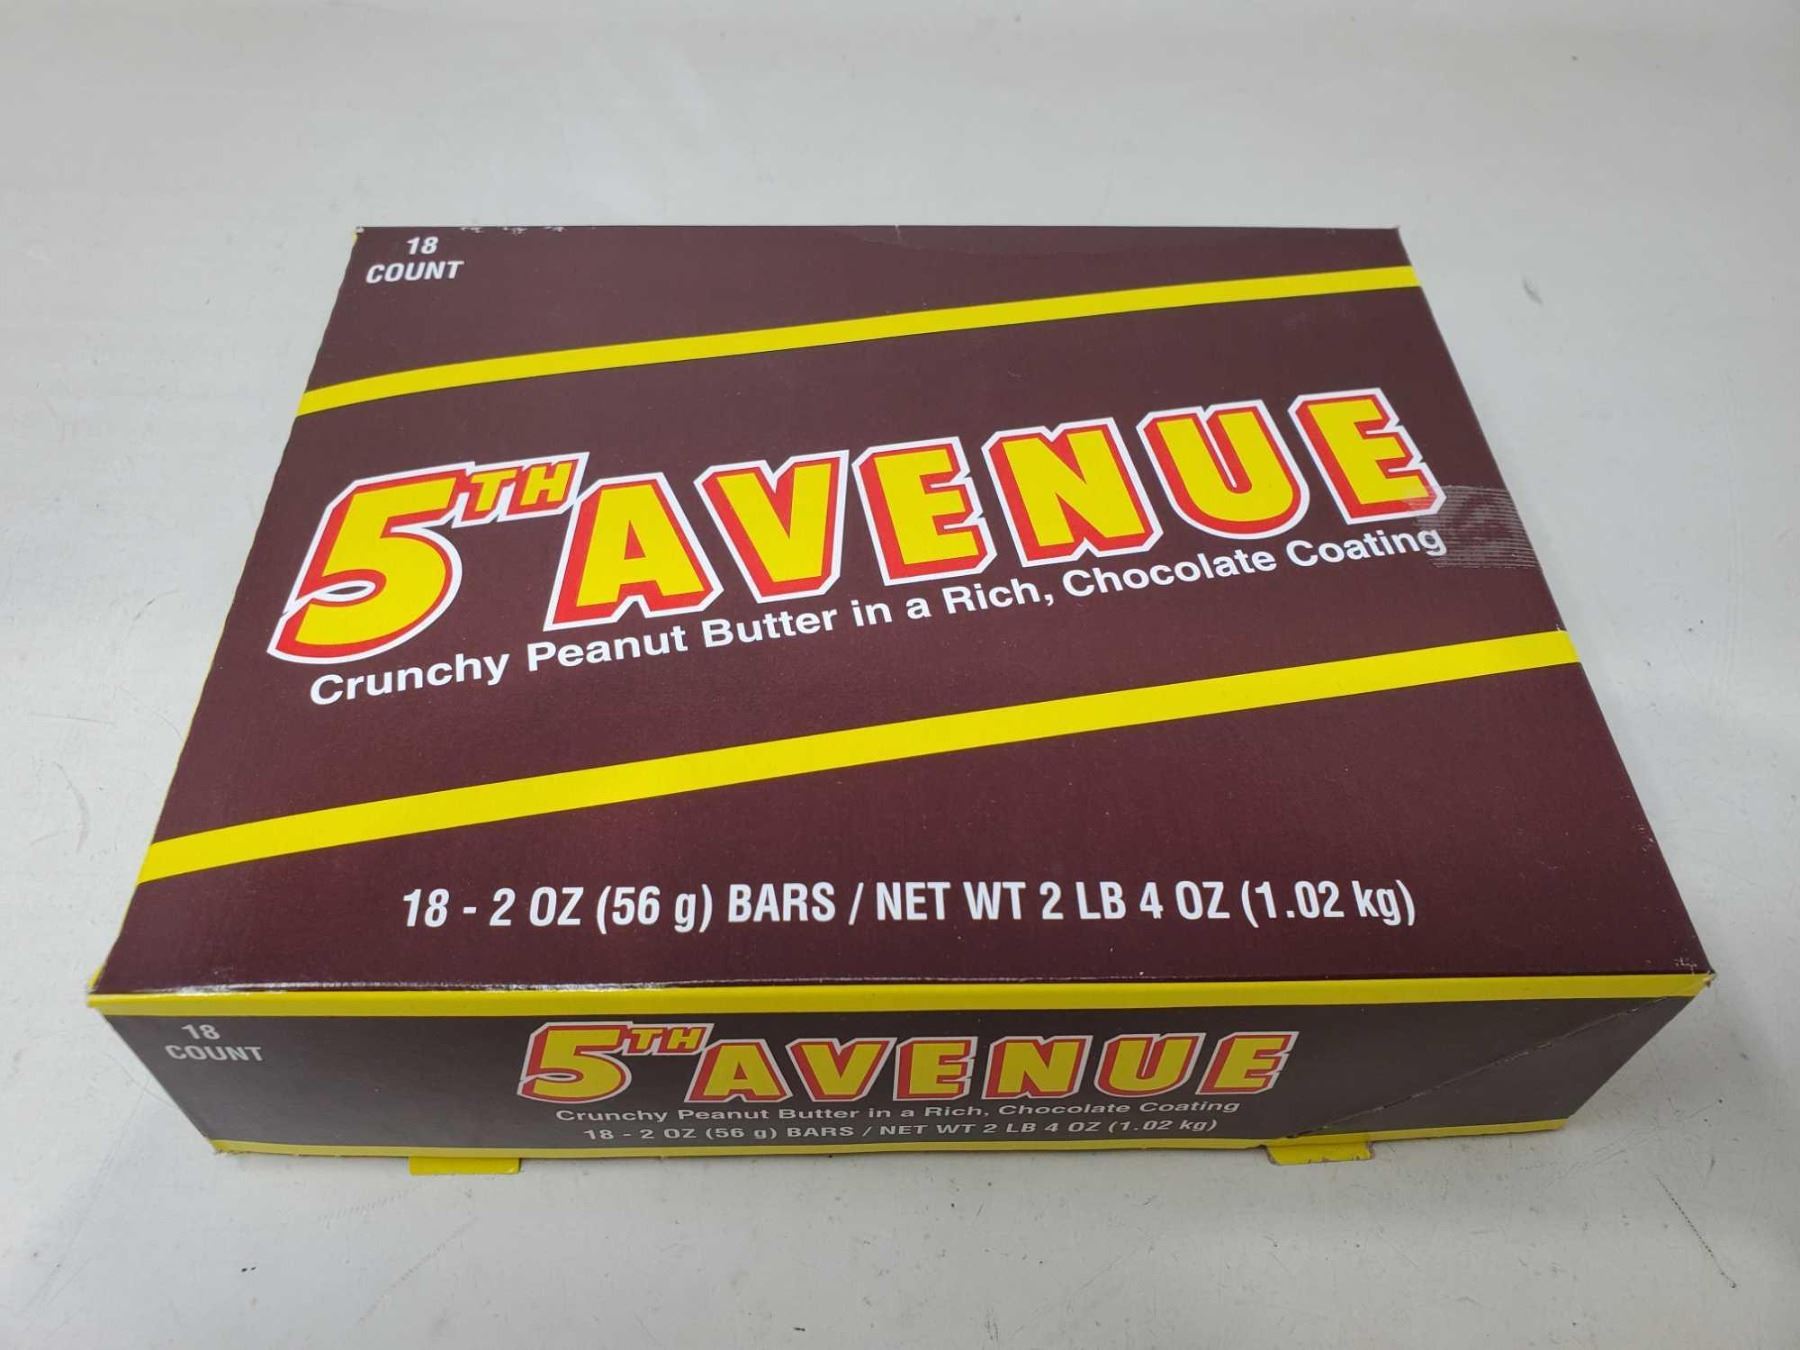 18
COUNT
5TH AVENUE
Crunchy Peanut Butter in a Rich, Chocolate Coating
18 - 2 OZ (56 g) BARS / NET WT 2 LB 4 OZ (1.02 kg)
18
COUNT
5TH AVENUE
Crunchy Peanut Butter in a Rich, Chocolate Coating
18 - 2 OZ (56 g) BARS / NET WT 2 LB 4 OZ (1.02 kg)